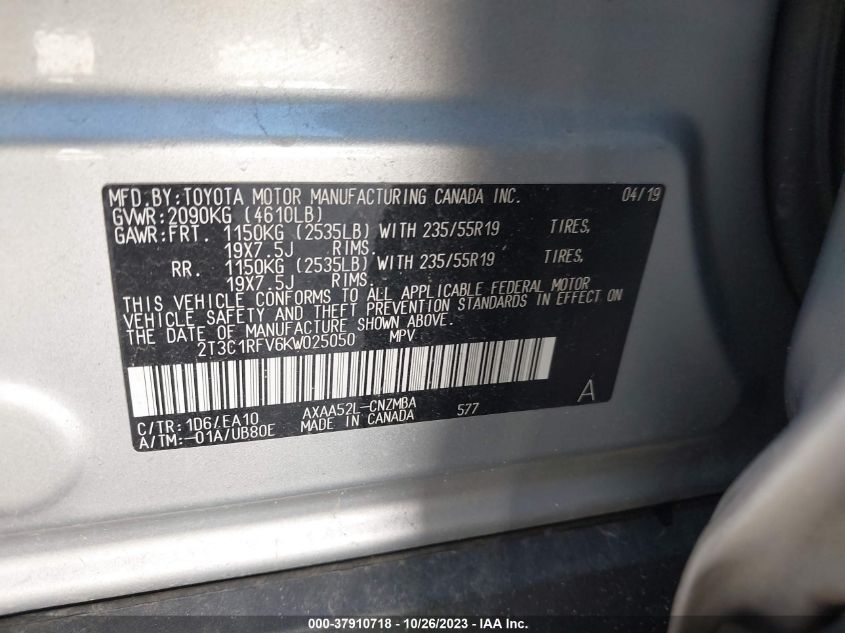 MFD.BY:TOYOTA MOTOR MANUFACTURING CANADA INC. 04/19
GVWR:2090KG (4610LB)
GAWR:FRT. 1150KG (2535LB) WITH 235/55R19 TIRES,
19X7.5J RIMS.
RR. 1150KG (2535LB) WITH 235/55R19 TIRES,
19X7.5J RIMS.
THIS VEHICLE CONFORMS TO ALL APPLICABLE FEDERAL MOTOR
VEHICLE SAFETY AND THEFT PREVENTION STANDARDS IN EFFECT ON
THE DATE OF MANUFACTURE SHOWN ABOVE.
2T3C1RFV6KW025050 MPV
C/TR:1D6/EA10 AXAA52L-CNZMBA 577 A
A/TM:-01A/UB80E MADE IN CANADA
000-37910718 - 10/26/2023 - IAA Inc.